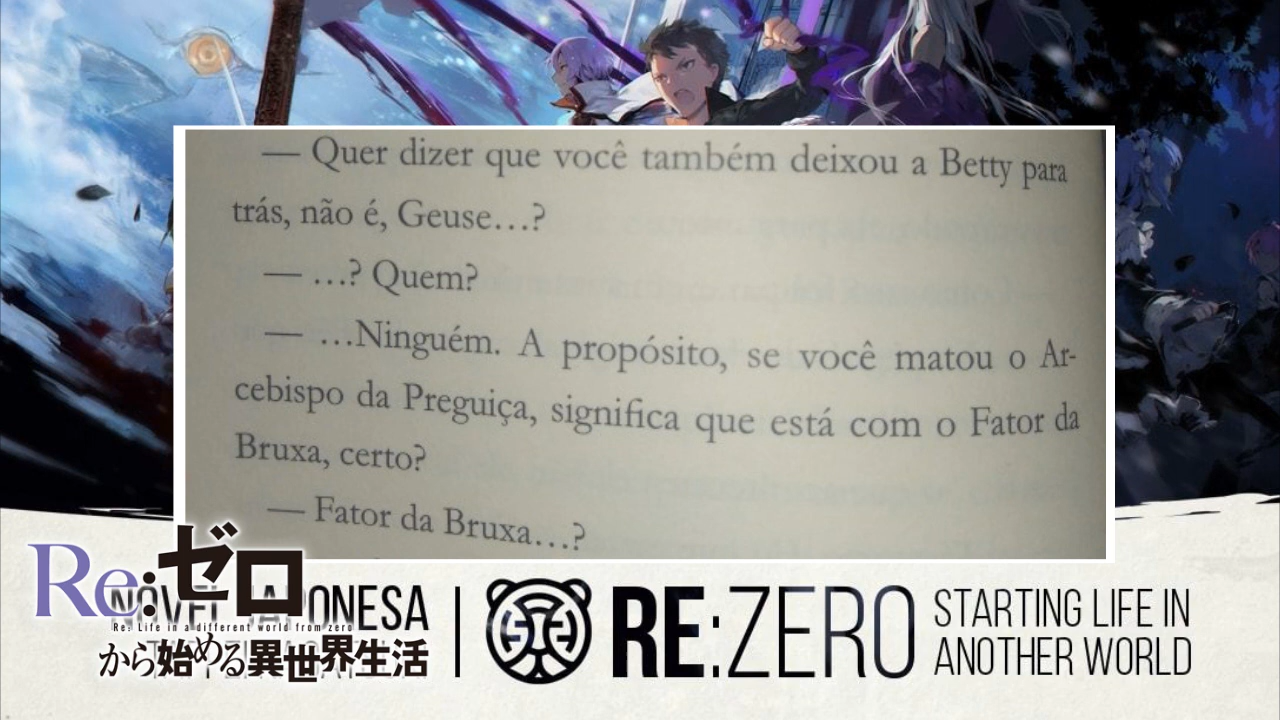 — Quer dizer que você também deixou a Betty para
trás, não é, Geuse…?
— …? Quem?
— …Ninguém. A propósito, se você matou o Ar-
cebispo da Preguiça, significa que está com o Fator da
Bruxa, certo?
— Fator da Bruxa…?
Re:ゼロ
Re: Life in a different world from zero
から始める異世界生活
NOVEL JAPONESA
RE:ZERO
STARTING LIFE IN
ANOTHER WORLD